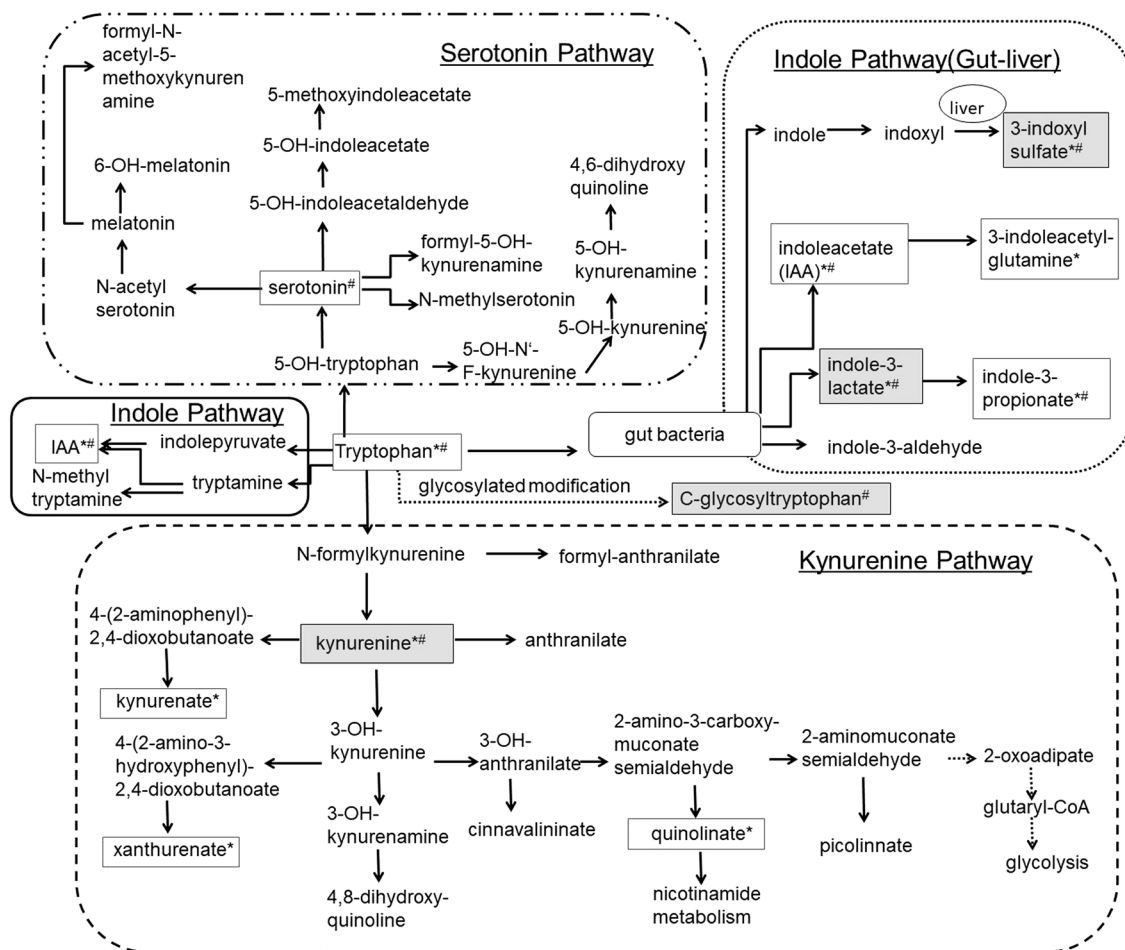 formyl-N-
acetyl-5-
methoxykynuren
amine
Serotonin Pathway
5-methoxyindoleacetate
5-OH-indoleacetate
6-OH-melatonin
4,6-dihydroxy
quinoline
5-OH-indoleacetaldehyde
melatonin
formyl-5-OH-
kynurenamine
5-OH-
kynurenamine
N-acetyl
serotonin
serotonin#
N-methylserotonin
5-OH-kynurenine
5-OH-tryptophan
5-OH-N'-
F-kynurenine
Indole Pathway(Gut-liver)
liver
indole
indoxyl
3-indoxyl
sulfate*#
indoleacetate
(IAA)*#
3-indoleacetyl-
glutamine*
indole-3-
lactate*#
indole-3-
propionate*#
gut bacteria
indole-3-aldehyde
Indole Pathway
IAA*#
indolepyruvate
Tryptophan*#
N-methyl
tryptamine
tryptamine
glycosylated modification
C-glycosyltryptophan#
N-formylkynurenine
formyl-anthranilate
Kynurenine Pathway
4-(2-aminophenyl)-
2,4-dioxobutanoate
kynurenine*#
anthranilate
kynurenate*
4-(2-amino-3-
hydroxyphenyl)-
2,4-dioxobutanoate
3-OH-
kynurenine
3-OH-
anthranilate
2-amino-3-carboxy-
muconate
semialdehyde
2-aminomuconate
semialdehyde
2-oxoadipate
glutaryl-CoA
glycolysis
xanthurenate*
3-OH-
kynurenamine
cinnavalininate
quinolinate*
picolinnate
4,8-dihydroxy-
quinoline
nicotinamide
metabolism